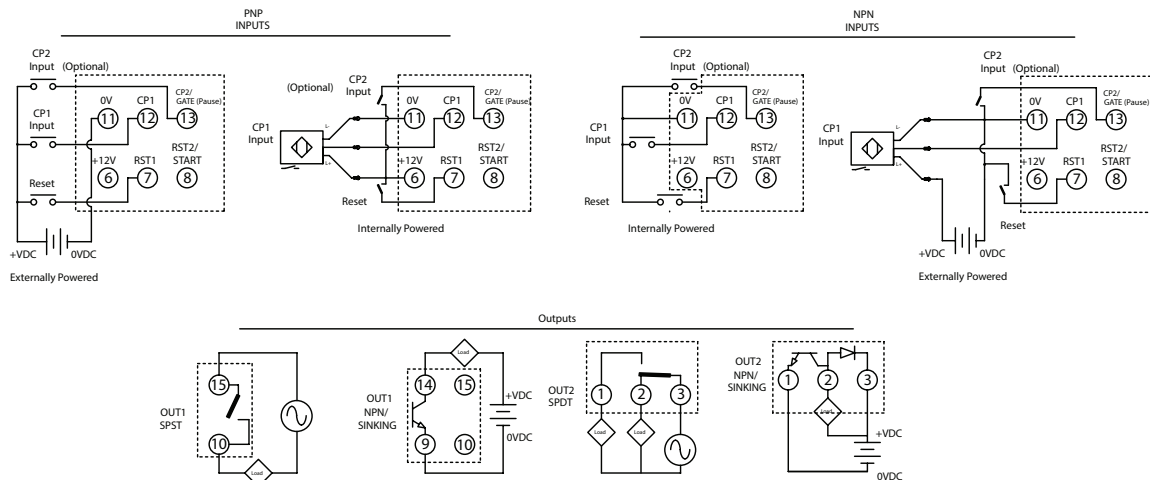 PNP
INPUTS
NPN
INPUTS
CP2
Input
(Optional)
0V
CP1
CP2/
GATE (Pause)
11
12
13
CP1
Input
+12V
RST1
RST2/
START
6
7
8
Reset
+VDC
0VDC
Externally Powered
(Optional)
CP2
Input
0V
CP1
CP2/
GATE (Pause)
11
12
13
CP1
Input
L-
L+
+12V
RST1
RST2/
START
6
7
8
Reset
Internally Powered
CP2
Input
(Optional)
0V
CP1
CP2/
GATE (Pause)
11
12
13
CP1
Input
+12V
RST1
RST2/
START
6
7
8
Reset
Internally Powered
CP2
Input
(Optional)
0V
CP1
CP2/
GATE (Pause)
11
12
13
CP1
Input
L-
L+
+12V
RST1
RST2/
START
6
7
8
Reset
+VDC
0VDC
Externally Powered
Outputs
15
OUT1
SPST
10
Load
Load
14
15
OUT1
NPN/
SINKING
9
10
+VDC
0VDC
OUT2
SPDT
1
2
3
Load
Load
OUT2
NPN/
SINKING
1
2
3
Load
+VDC
0VDC